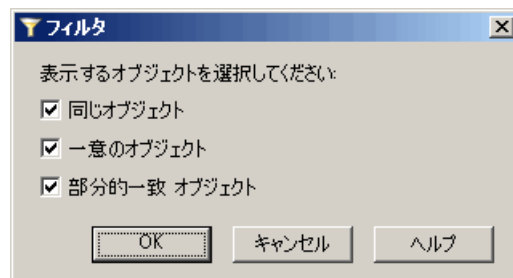 フィルタ
表示するオブジェクトを選択してください:
同じオブジェクト
一意のオブジェクト
部分的一致 オブジェクト
OK キャンセル ヘルプ